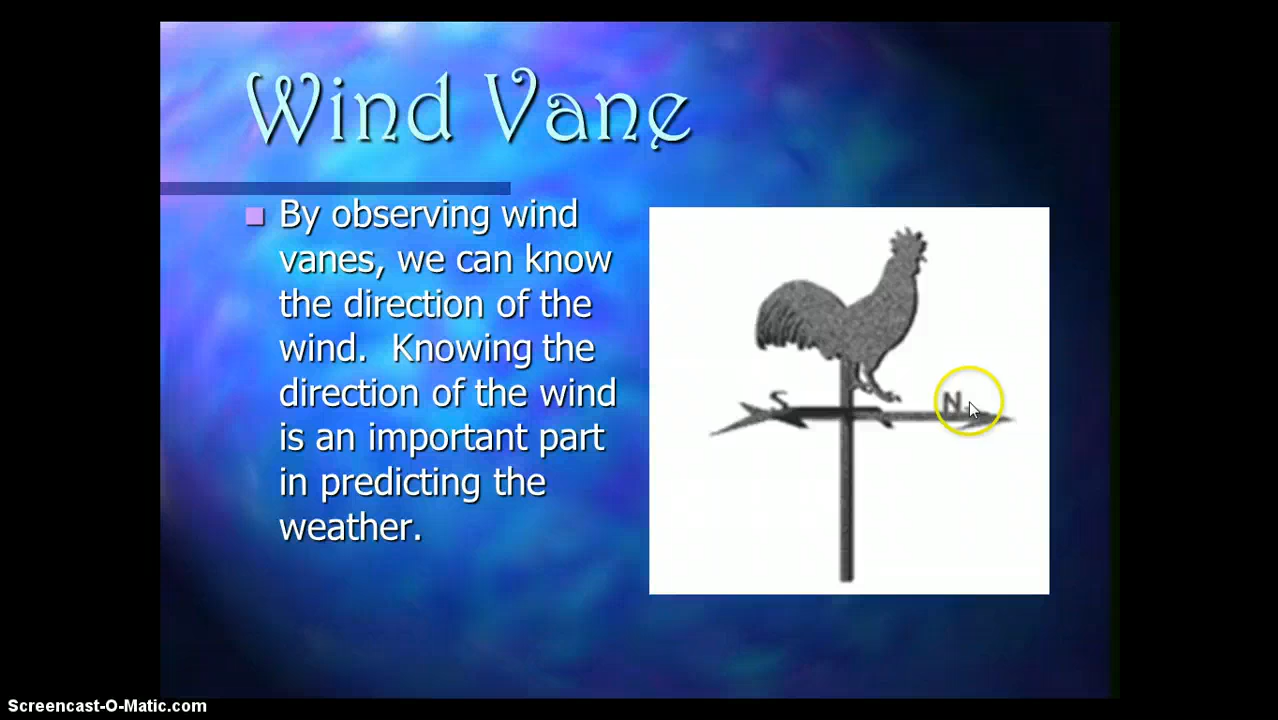 Wind Vane
By observing wind
vanes, we can know
the direction of the
wind.  Knowing the
direction of the wind
is an important part
in predicting the
weather.
S
N
Screencast-O-Matic.com